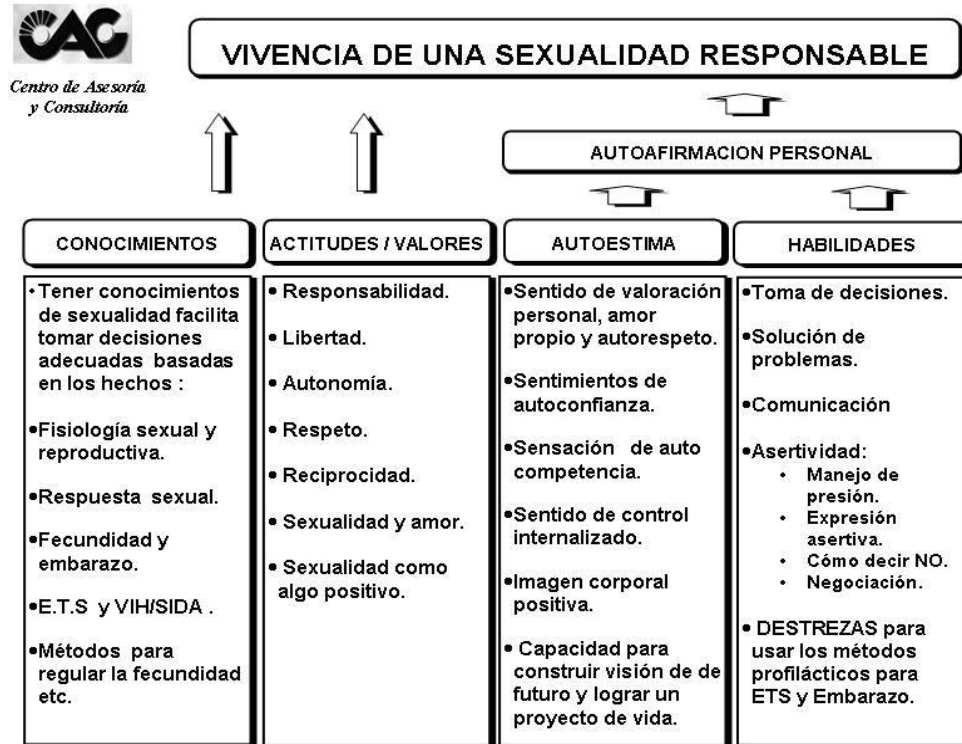 CAC
Centro de Asesoría
y Consultoría
VIVENCIA DE UNA SEXUALIDAD RESPONSABLE
AUTOAFIRMACION PERSONAL
CONOCIMIENTOS
• Tener conocimientos
de sexualidad facilita
tomar decisiones
adecuadas basadas
en los hechos :
•Fisiología sexual y
reproductiva.
•Respuesta sexual.
•Fecundidad y
embarazo.
•E.T.S y VIH/SIDA .
•Métodos para
regular la fecundidad
etc.
ACTITUDES / VALORES
• Responsabilidad.
• Libertad.
• Autonomía.
• Respeto.
• Reciprocidad.
• Sexualidad y amor.
• Sexualidad como
algo positivo.
AUTOESTIMA
•Sentido de valoración
personal, amor
propio y autorespeto.
•Sentimientos de
autoconfianza.
•Sensación de auto
competencia.
•Sentido de control
internalizado.
•Imagen corporal
positiva.
• Capacidad para
construir visión de de
futuro y lograr un
proyecto de vida.
HABILIDADES
•Toma de decisiones.
•Solución de
problemas.
•Comunicación
•Asertividad:
• Manejo de
presión.
• Expresión
asertiva.
• Cómo decir NO.
• Negociación.
• DESTREZAS para
usar los métodos
profilácticos para
ETS y Embarazo.